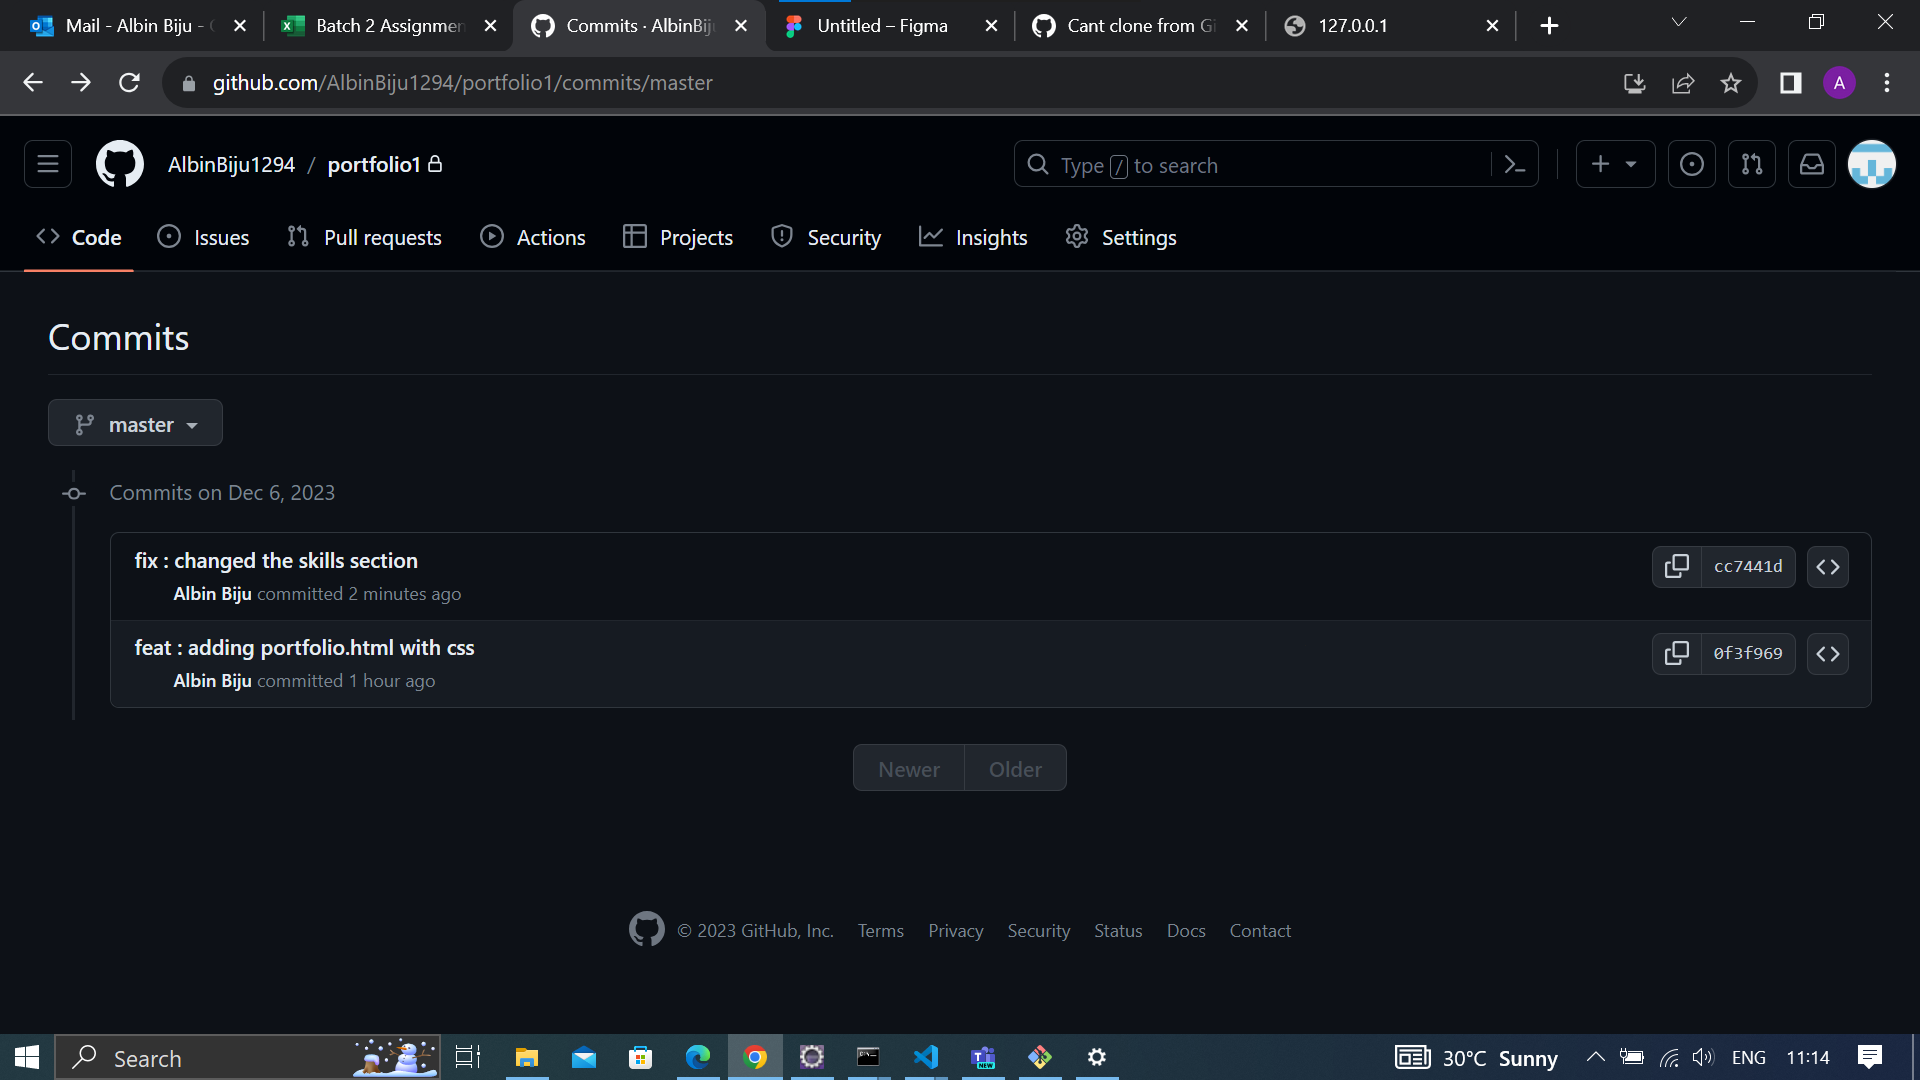 Mail - Albin Biju -
Batch 2 Assignmen
Commits · AlbinBij
Untitled – Figma
Cant clone from Gi
127.0.0.1
github.com/AlbinBiju1294/portfolio1/commits/master
A
AlbinBiju1294 / portfolio1
Type / to search
Code
Issues
Pull requests
Actions
Projects
Security
Insights
Settings
Commits
master
Commits on Dec 6, 2023
fix : changed the skills section
Albin Biju committed 2 minutes ago
cc7441d
feat : adding portfolio.html with css
Albin Biju committed 1 hour ago
0f3f969
Newer
Older
© 2023 GitHub, Inc.
Terms
Privacy
Security
Status
Docs
Contact
Search
NEW
30°C Sunny
ENG
11:14